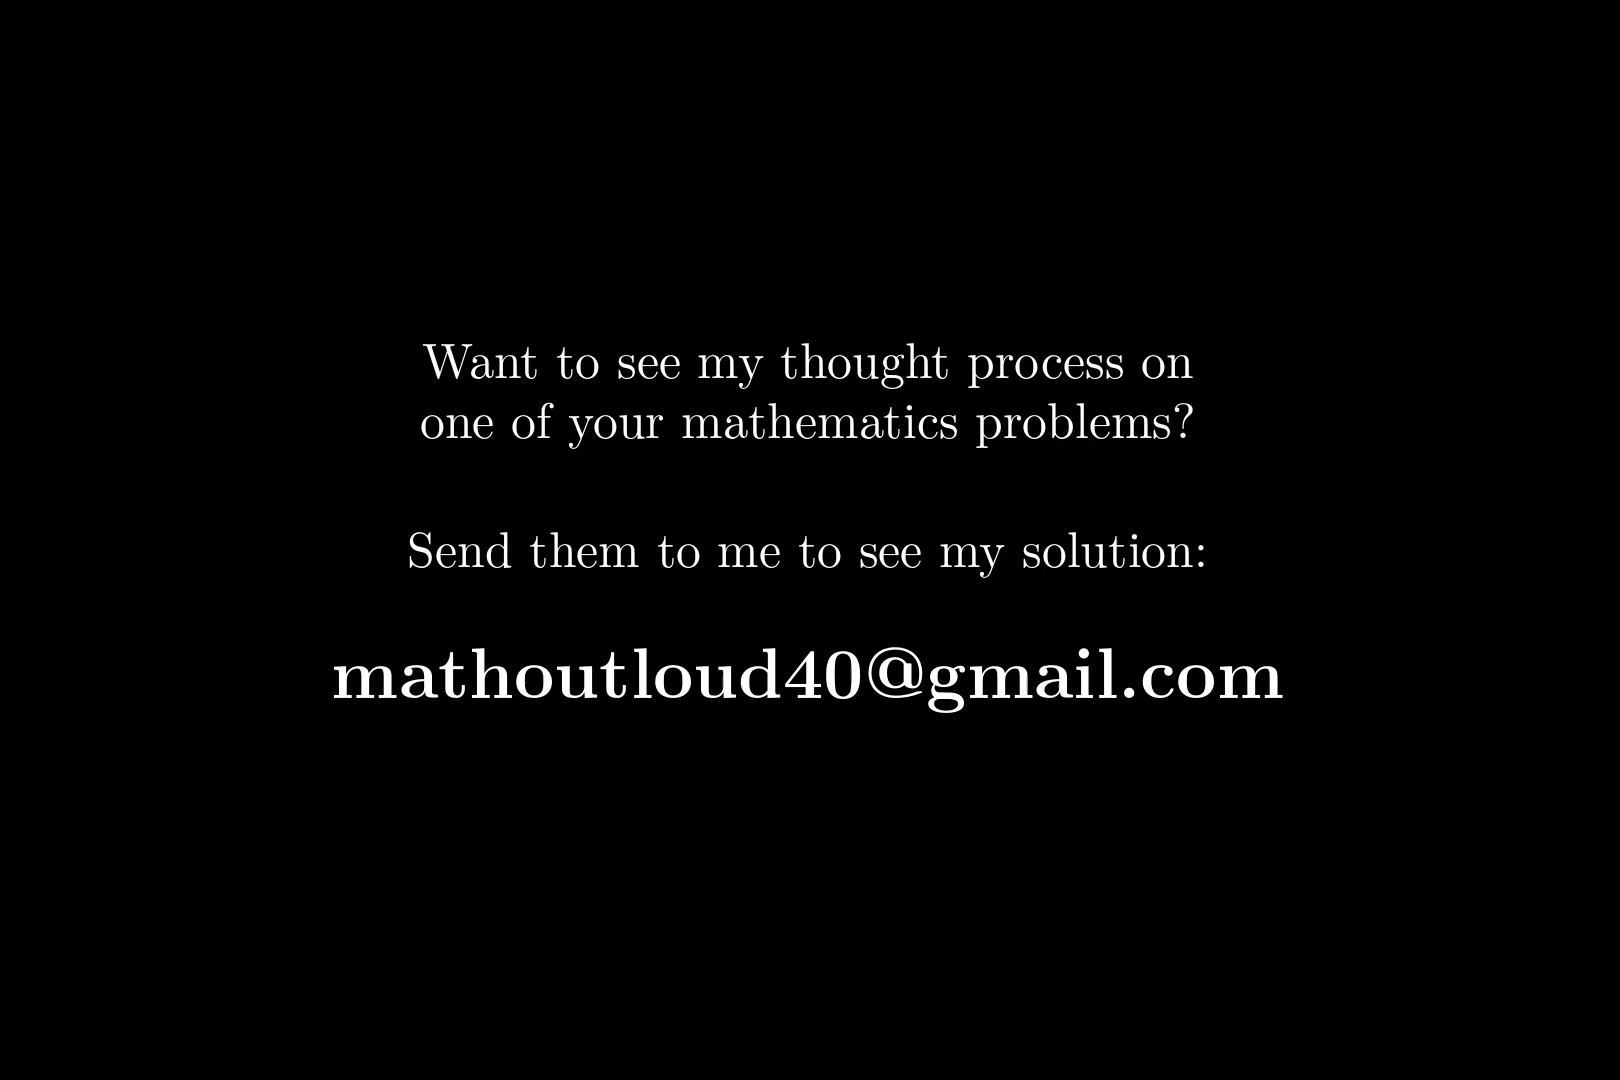 Want to see my thought process on
one of your mathematics problems?
Send them to me to see my solution:
mathoutloud40@gmail.com